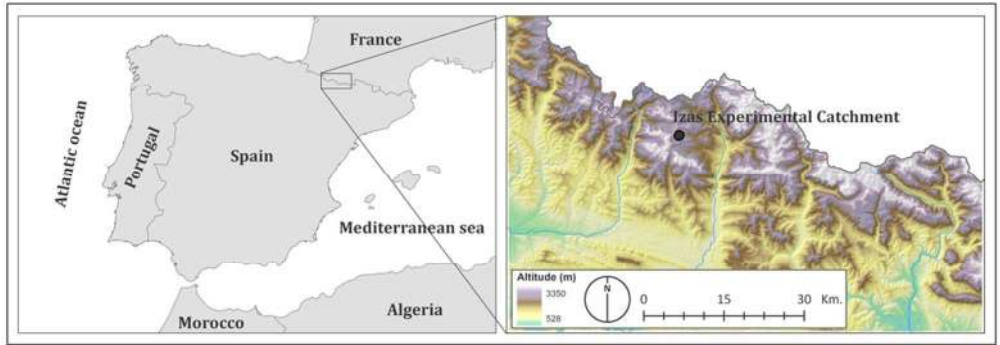 France
Atlantic ocean
Portugal
Spain
Mediterranean sea
Morocco
Algeria
Izas Experimental Catchment
Altitude (m)
3350
528
N
0 15 30 Km.